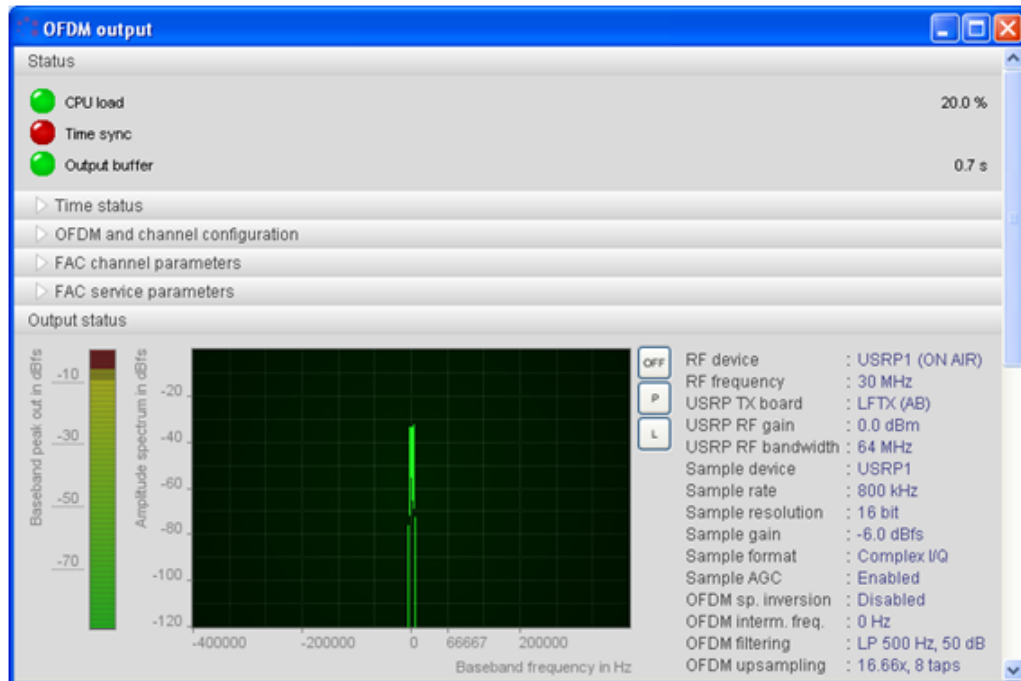 OFDM output
Status
CPU load 20.0 %
Time sync
Output buffer 0.7 s
Time status
OFDM and channel configuration
FAC channel parameters
FAC service parameters
Output status
Baseband peak out in dBfs
-10
-30
-50
-70
Amplitude spectrum in dBfs
-20
-40
-60
-80
-100
-120
-400000 -200000 0 66667 200000
Baseband frequency in Hz
OFF
P
L
RF device : USRP1 (ON AIR)
RF frequency : 30 MHz
USRP TX board : LFTX (AB)
USRP RF gain : 0.0 dBm
USRP RF bandwidth : 64 MHz
Sample device : USRP1
Sample rate : 800 kHz
Sample resolution : 16 bit
Sample gain : -6.0 dBfs
Sample format : Complex I/Q
Sample AGC : Enabled
OFDM sp. inversion : Disabled
OFDM interm. freq. : 0 Hz
OFDM filtering : LP 500 Hz, 50 dB
OFDM upsampling : 16.66x, 8 taps